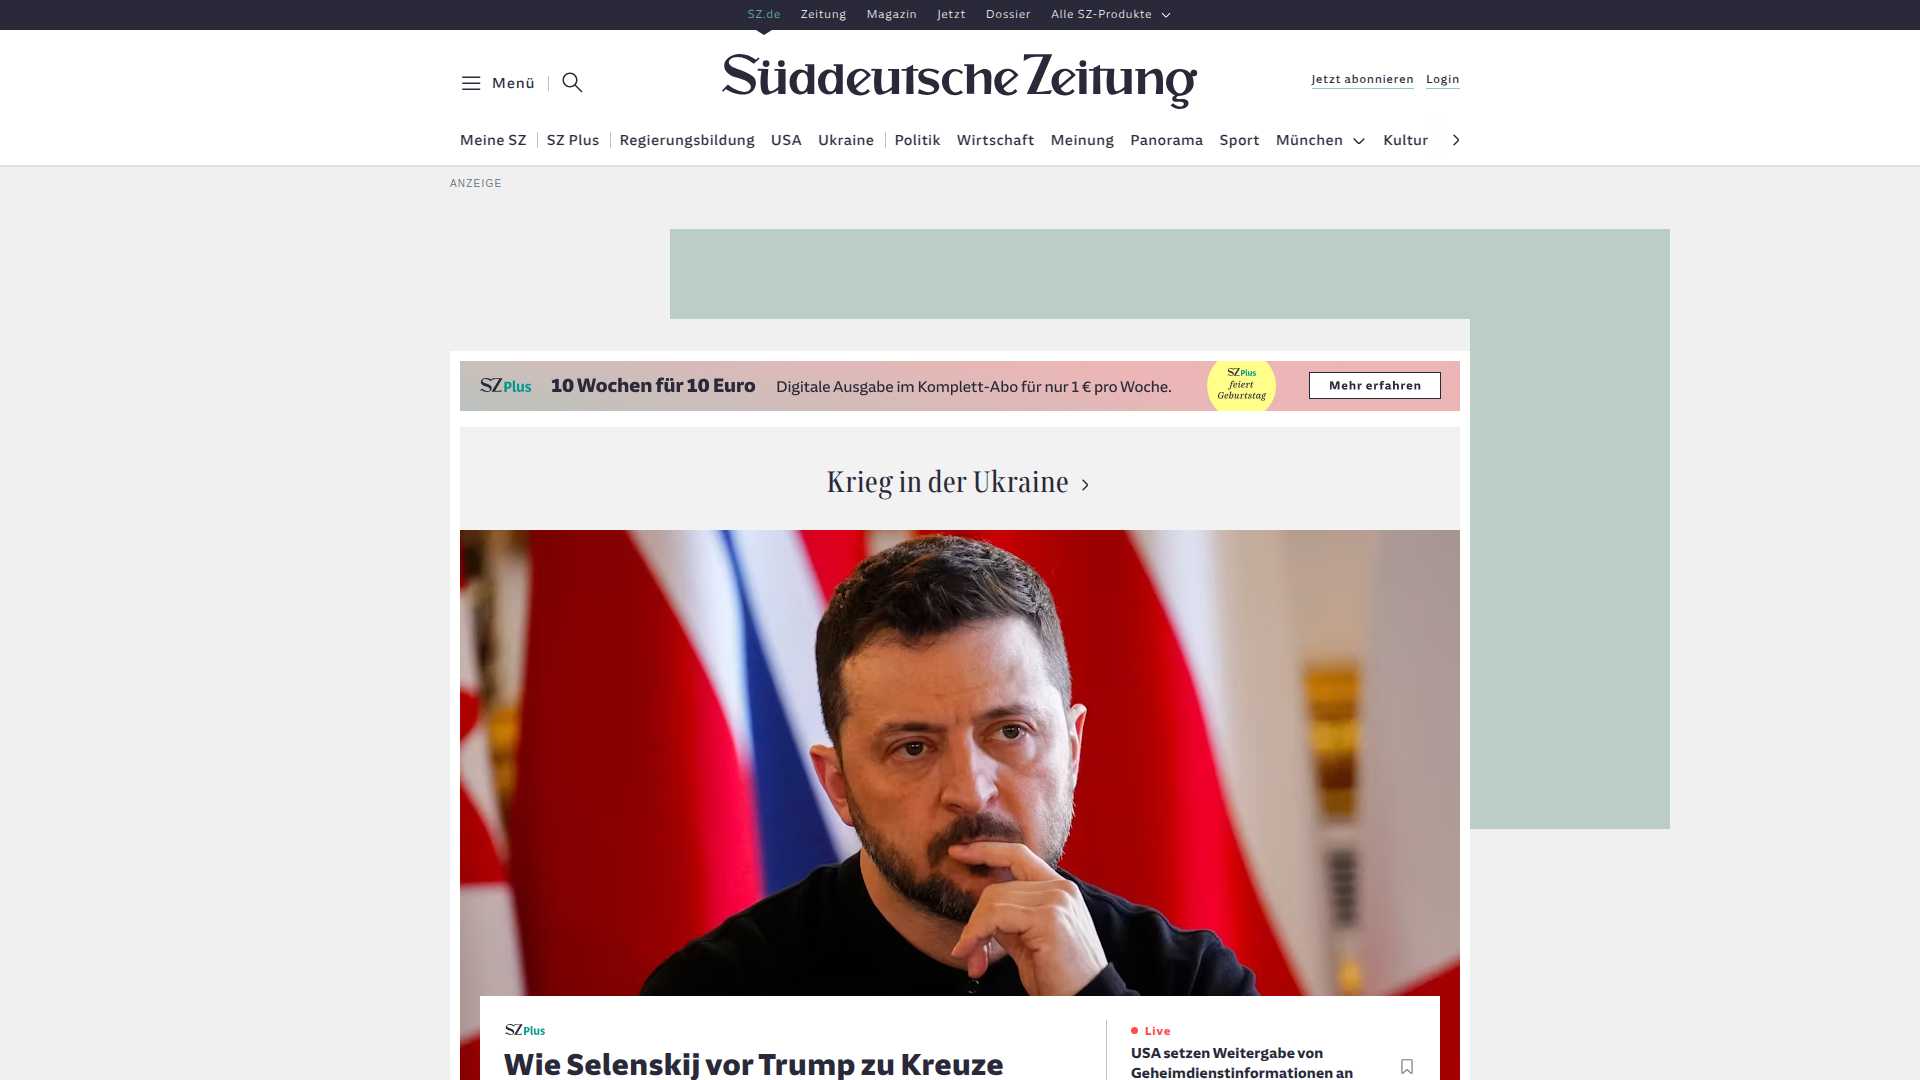 SZ.de Zeitung Magazin Jetzt Dossier Alle SZ-Produkte
Menü
Süddeutsche Zeitung
Jetzt abonnieren Login
Meine SZ SZ Plus Regierungsbildung USA Ukraine Politik Wirtschaft Meinung Panorama Sport München Kultur
ANZEIGE
SZ Plus 10 Wochen für 10 Euro Digitale Ausgabe im Komplett-Abo für nur 1 € pro Woche.
SZ Plus
feiert
Geburtstag
Mehr erfahren
Krieg in der Ukraine
SZ Plus
Wie Selenskij vor Trump zu Kreuze
Live
USA setzen Weitergabe von
Geheimdienstinformationen an